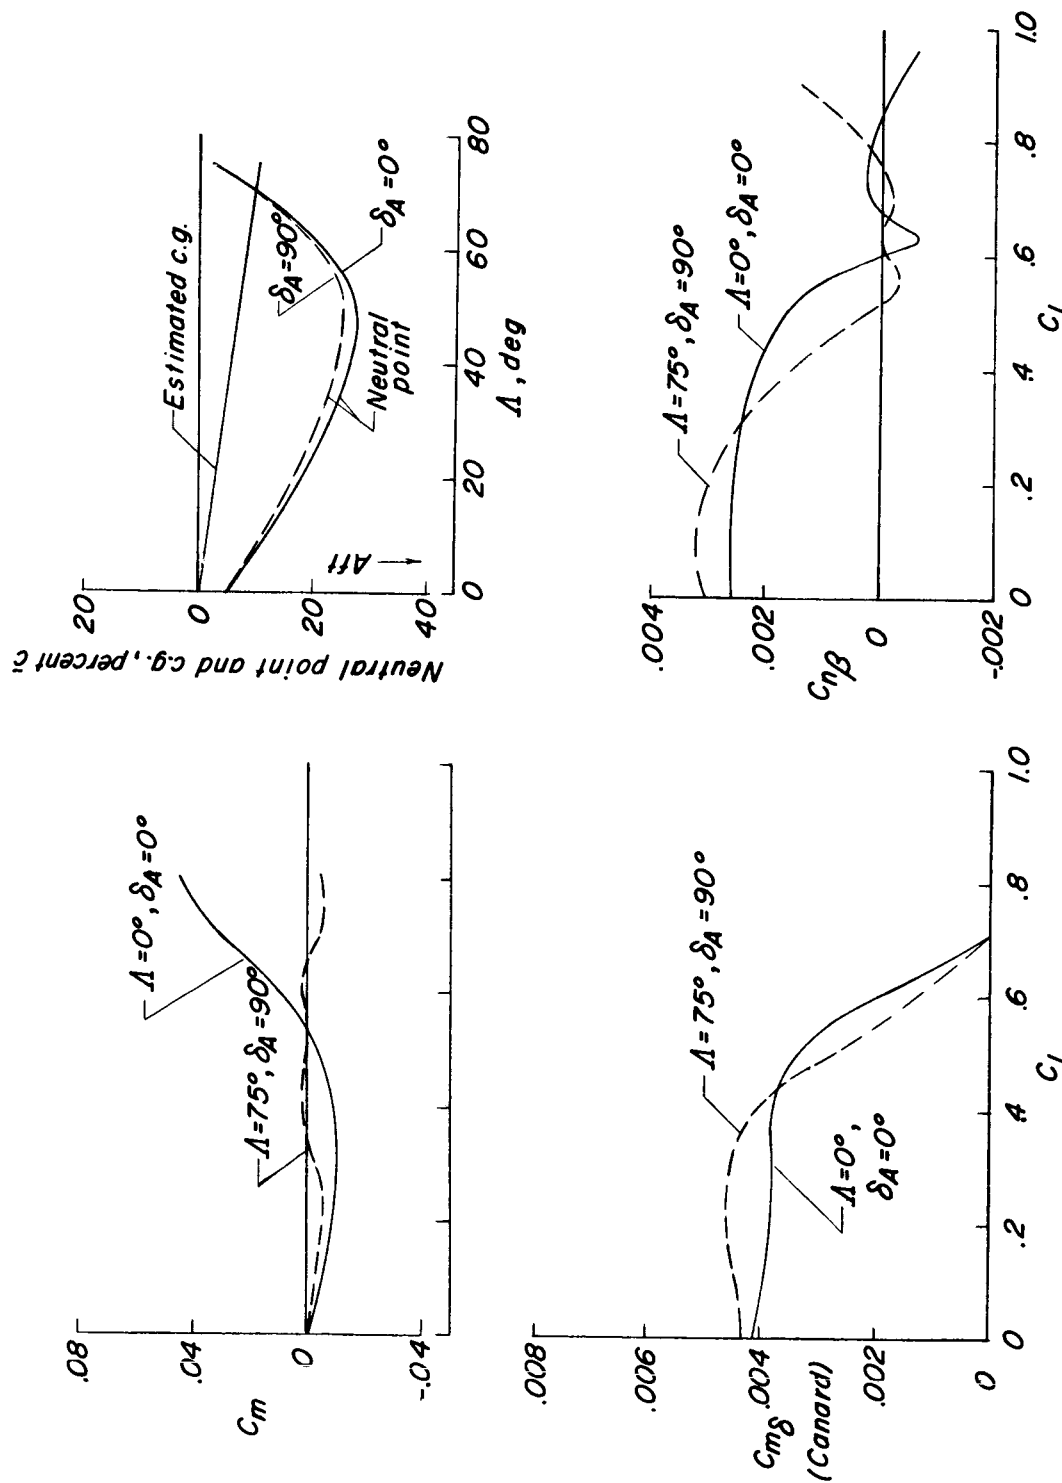 .08
.04
0
-.04
Cm
Λ=0°, δA=0°
Λ=75°, δA=90°
20
0
20
40
Neutral point and c.g., percent c̄
Aft
Estimated c.g.
δA=90°
δA=0°
Neutral
point
0
20
40
60
80
Λ, deg
.008
.006
.004
.002
0
Cmδ
(Canard)
Λ=75°, δA=90°
Λ=0°,
δA=0°
0
.2
.4
.6
.8
1.0
CL
.004
.002
0
-.002
Cnβ
Λ=75°, δA=90°
Λ=0°, δA=0°
0
.2
.4
.6
.8
1.0
CL